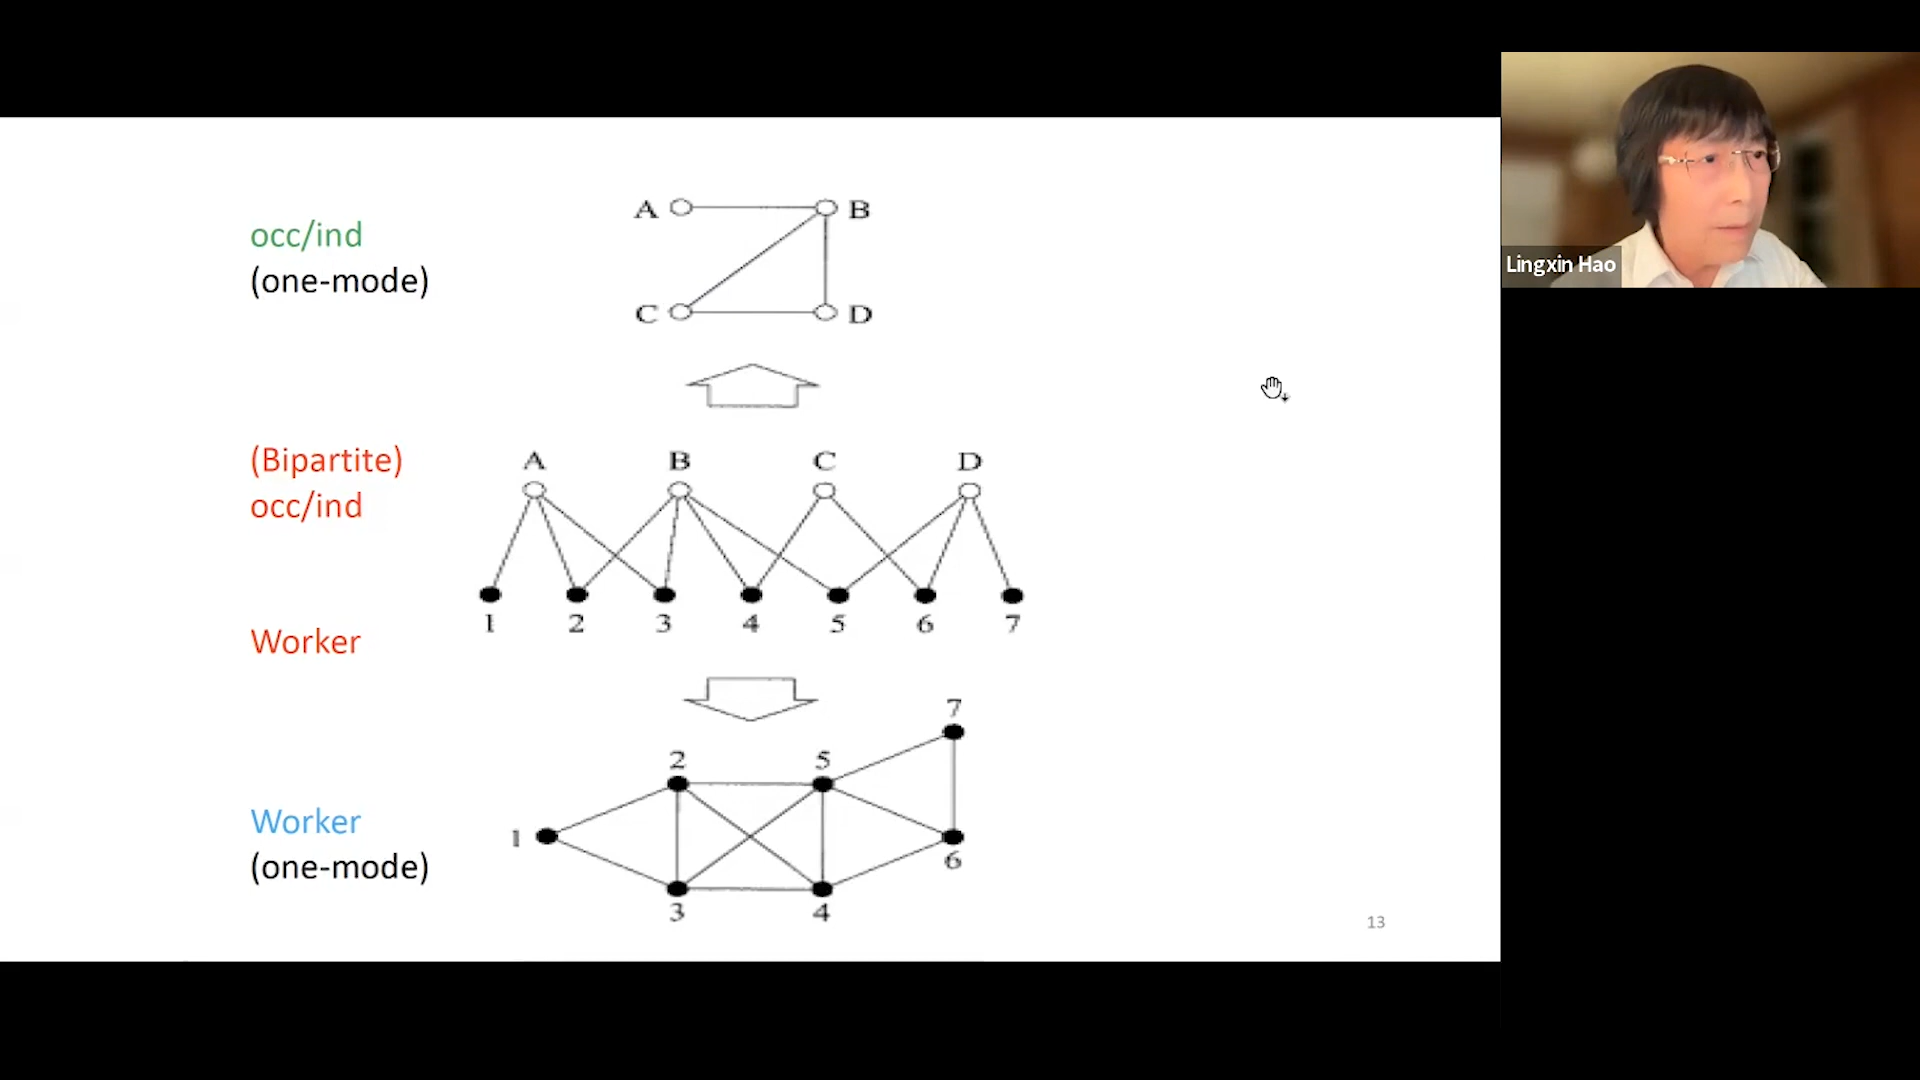 occ/ind
(one-mode)
A
B
C
D
(Bipartite)
occ/ind
A B C D
1 2 3 4 5 6 7
Worker
7
2 5
1
6
3 4
Worker
(one-mode)
13
Lingxin Hao